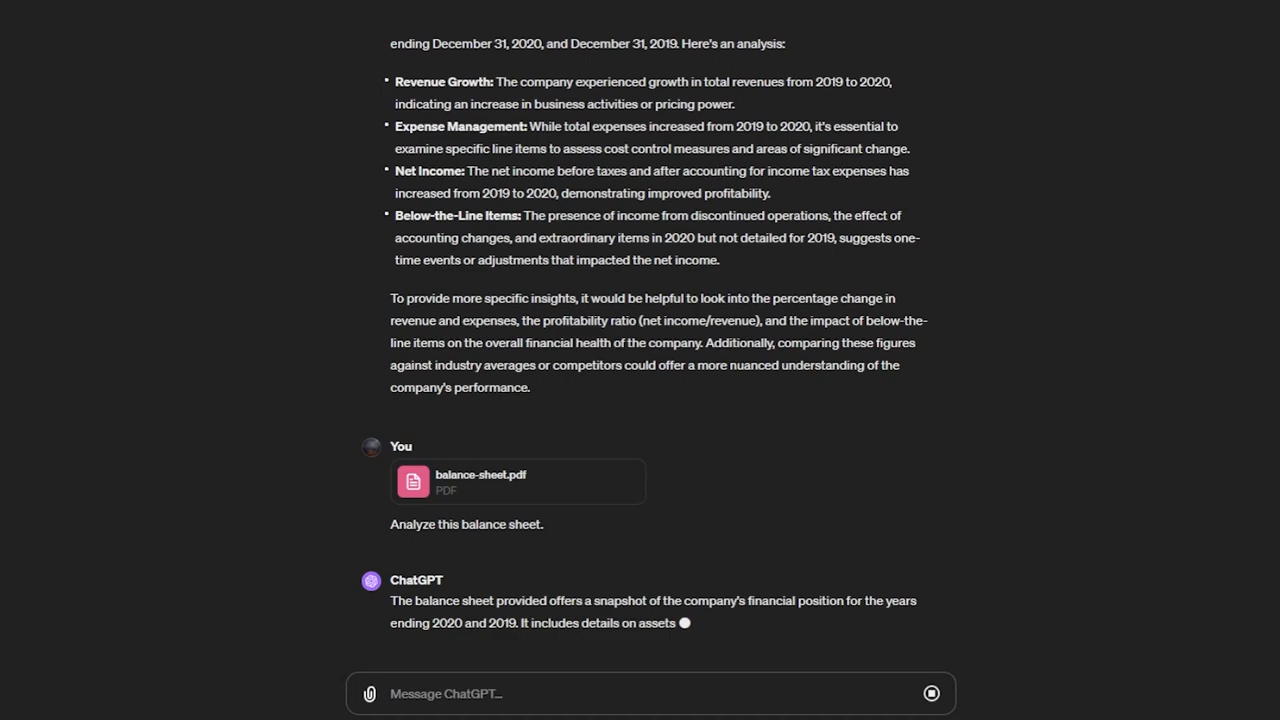 ending December 31, 2020, and December 31, 2019. Here's an analysis:
• Revenue Growth: The company experienced growth in total revenues from 2019 to 2020,
indicating an increase in business activities or pricing power.
• Expense Management: While total expenses increased from 2019 to 2020, it's essential to
examine specific line items to assess cost control measures and areas of significant change.
• Net Income: The net income before taxes and after accounting for income tax expenses has
increased from 2019 to 2020, demonstrating improved profitability.
• Below-the-Line Items: The presence of income from discontinued operations, the effect of
accounting changes, and extraordinary items in 2020 but not detailed for 2019, suggests one-
time events or adjustments that impacted the net income.
To provide more specific insights, it would be helpful to look into the percentage change in
revenue and expenses, the profitability ratio (net income/revenue), and the impact of below-the-
line items on the overall financial health of the company. Additionally, comparing these figures
against industry averages or competitors could offer a more nuanced understanding of the
company's performance.
You
balance-sheet.pdf
PDF
Analyze this balance sheet.
ChatGPT
The balance sheet provided offers a snapshot of the company's financial position for the years
ending 2020 and 2019. It includes details on assets
Message ChatGPT...